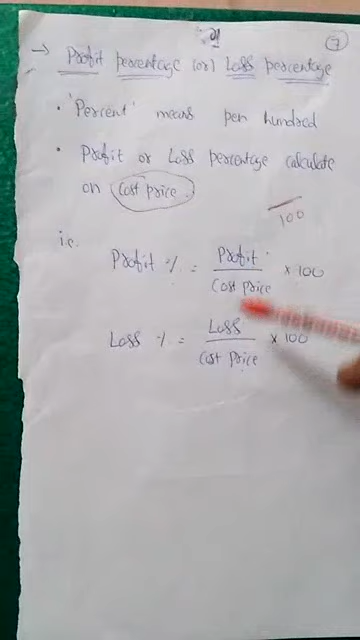 7
→ Profit percentage (or) Loss percentage
• 'Percent' means per hundred
• Profit or Loss percentage calculate
on cost price.
100
i.e.
Profit % = Profit / Cost price × 100
Loss % = Loss / Cost price × 100